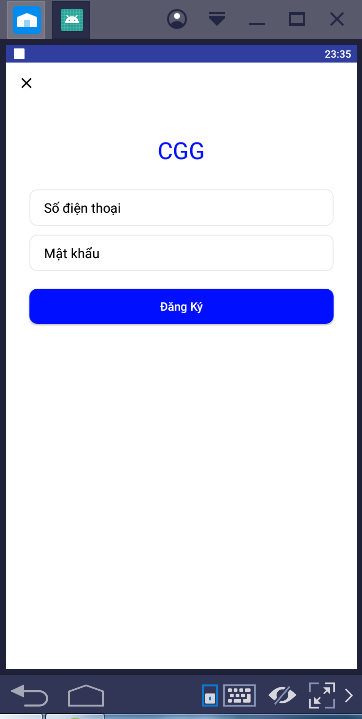 23:35
CGG
Số điện thoại
Mật khẩu
Đăng Ký